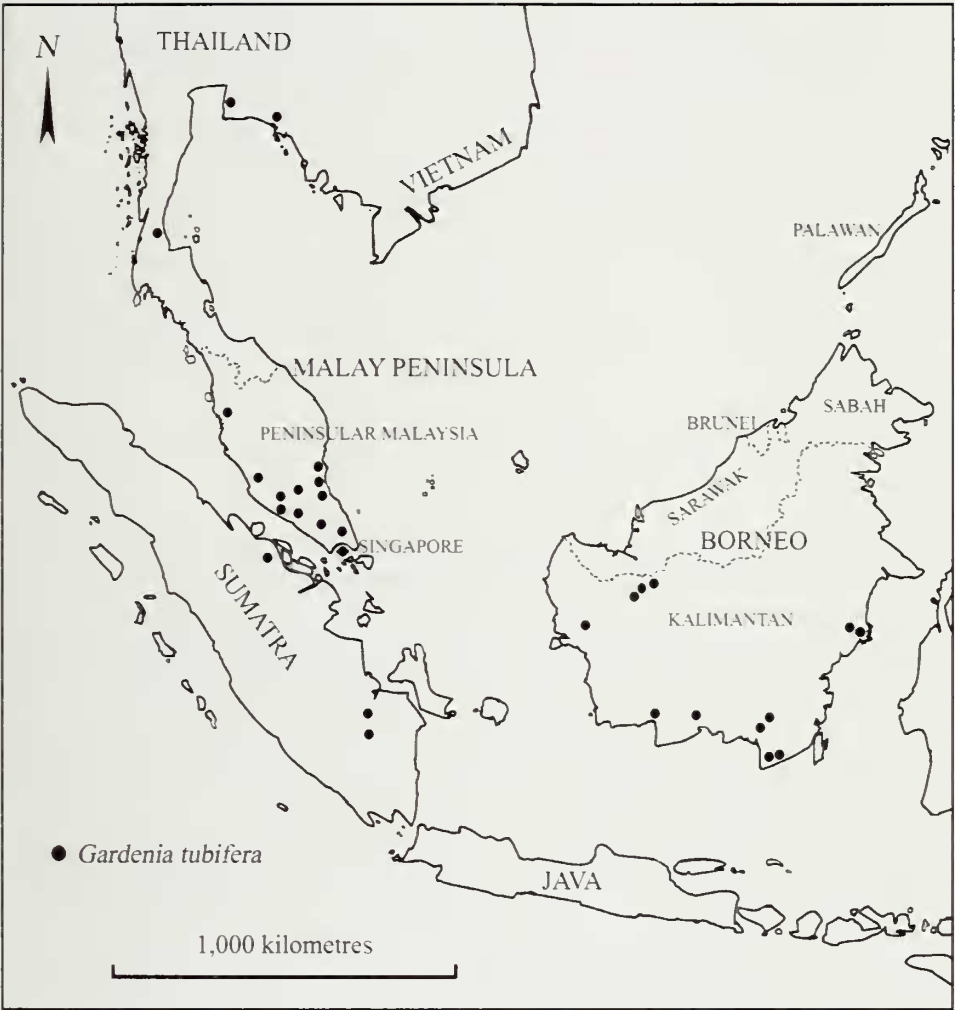 N
THAILAND
VIETNAM
PALAWAN
MALAY PENINSULA
SABAH
BRUNEI
PENINSULAR MALAYSIA
SARAWAK
BORNEO
SINGAPORE
SUMATRA
KALIMANTAN
Gardenia tubifera
JAVA
1,000 kilometres